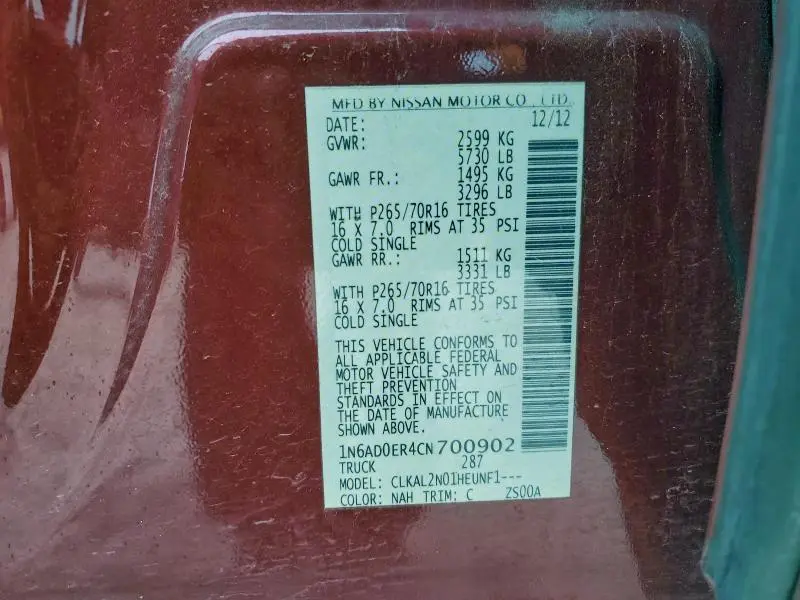 MFD BY NISSAN MOTOR CO., LTD.
DATE: 12/12
GVWR: 2599 KG
5730 LB
GAWR FR.: 1495 KG
3296 LB
WITH P265/70R16 TIRES
16 X 7.0 RIMS AT 35 PSI
COLD SINGLE
GAWR RR.: 1511 KG
3331 LB
WITH P265/70R16 TIRES
16 X 7.0 RIMS AT 35 PSI
COLD SINGLE
THIS VEHICLE CONFORMS TO
ALL APPLICABLE FEDERAL
MOTOR VEHICLE SAFETY AND
THEFT PREVENTION
STANDARDS IN EFFECT ON
THE DATE OF MANUFACTURE
SHOWN ABOVE.
1N6AD0ER4CN700902
TRUCK 287
MODEL: CLKAL2N01HEUNF1---
COLOR: NAH TRIM: C ZS00A